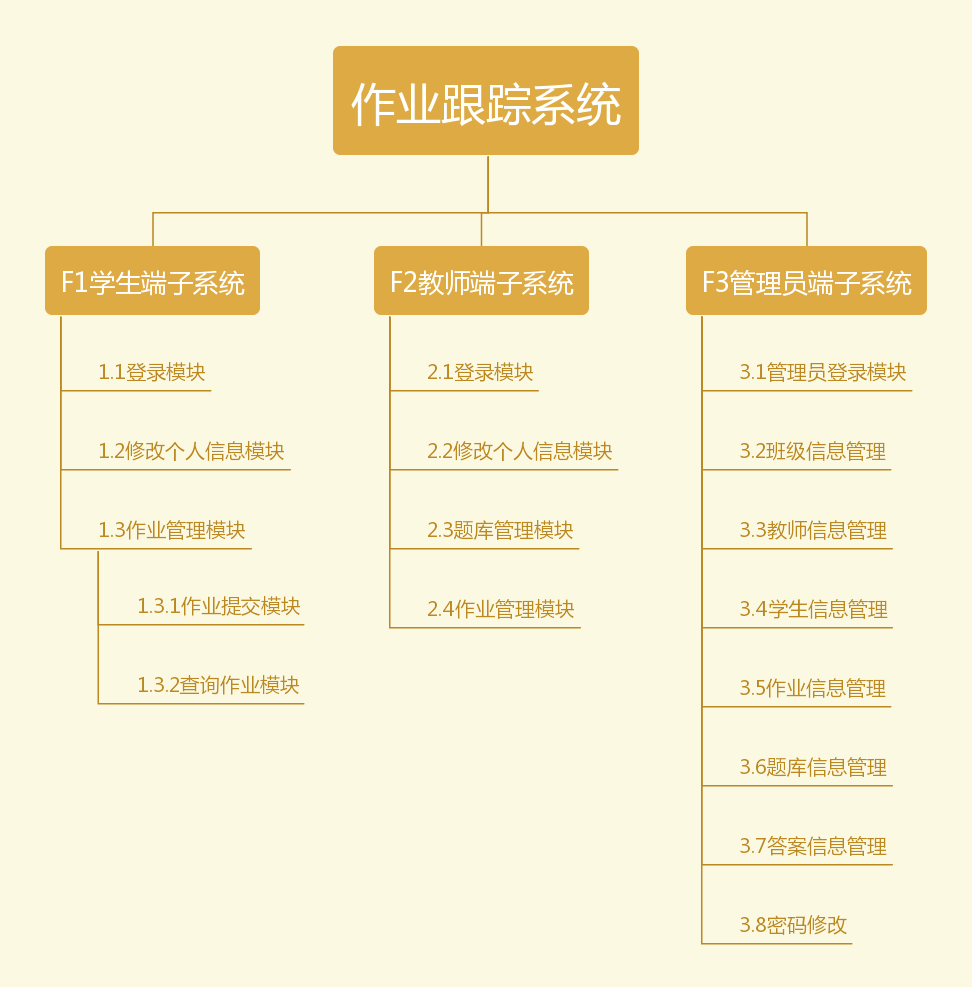 作业跟踪系统
F1学生端子系统
1.1登录模块
1.2修改个人信息模块
1.3作业管理模块
1.3.1作业提交模块
1.3.2查询作业模块
F2教师端子系统
2.1登录模块
2.2修改个人信息模块
2.3题库管理模块
2.4作业管理模块
F3管理员端子系统
3.1管理员登录模块
3.2班级信息管理
3.3教师信息管理
3.4学生信息管理
3.5作业信息管理
3.6题库信息管理
3.7答案信息管理
3.8密码修改